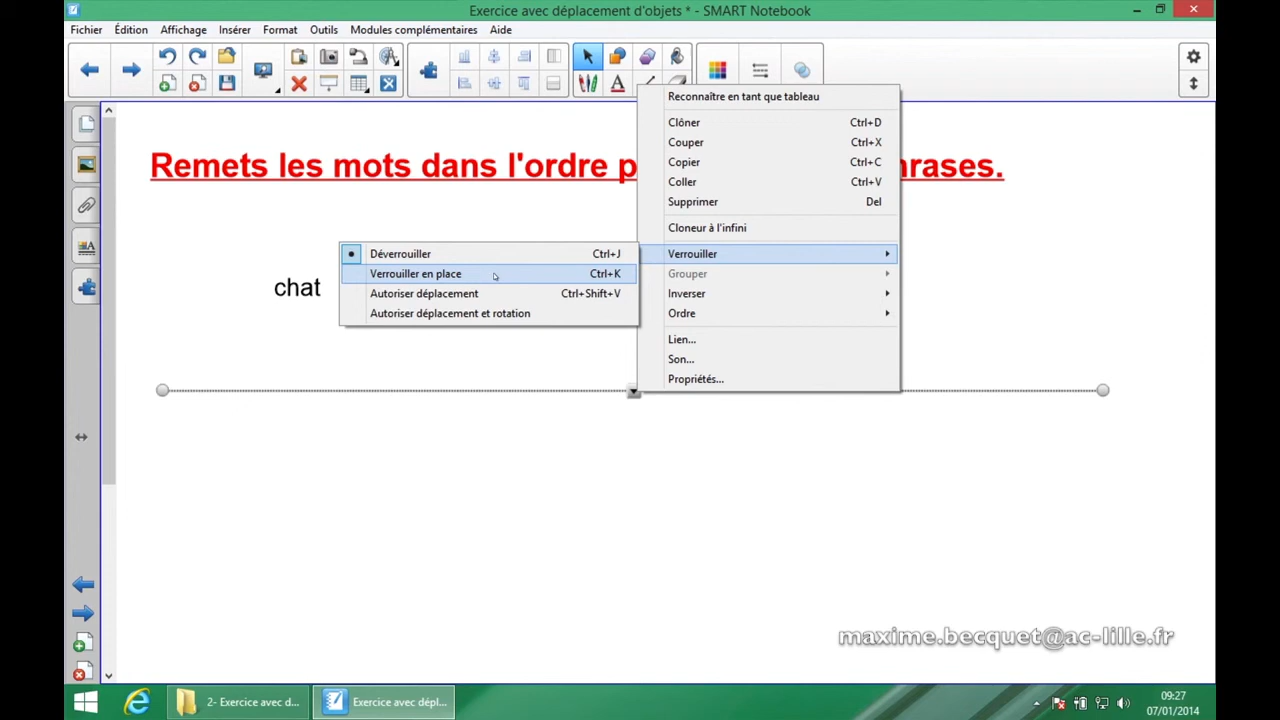 Exercice avec déplacement d'objets * - SMART Notebook
Fichier Édition Affichage Insérer Format Outils Modules complémentaires Aide
Reconnaître en tant que tableau
Clôner Ctrl+D
Couper Ctrl+X
Copier Ctrl+C
Coller Ctrl+V
Supprimer Del
Cloneur à l'infini
Verrouiller
Grouper
Inverser
Ordre
Lien...
Son...
Propriétés...
Remets les mots dans l'ordre p hrases.
Déverrouiller Ctrl+J
Verrouiller en place Ctrl+K
Autoriser déplacement Ctrl+Shift+V
Autoriser déplacement et rotation
chat
maxime.becquet@ac-lille.fr
2- Exercice avec d...
Exercice avec dépl...
09:27
07/01/2014